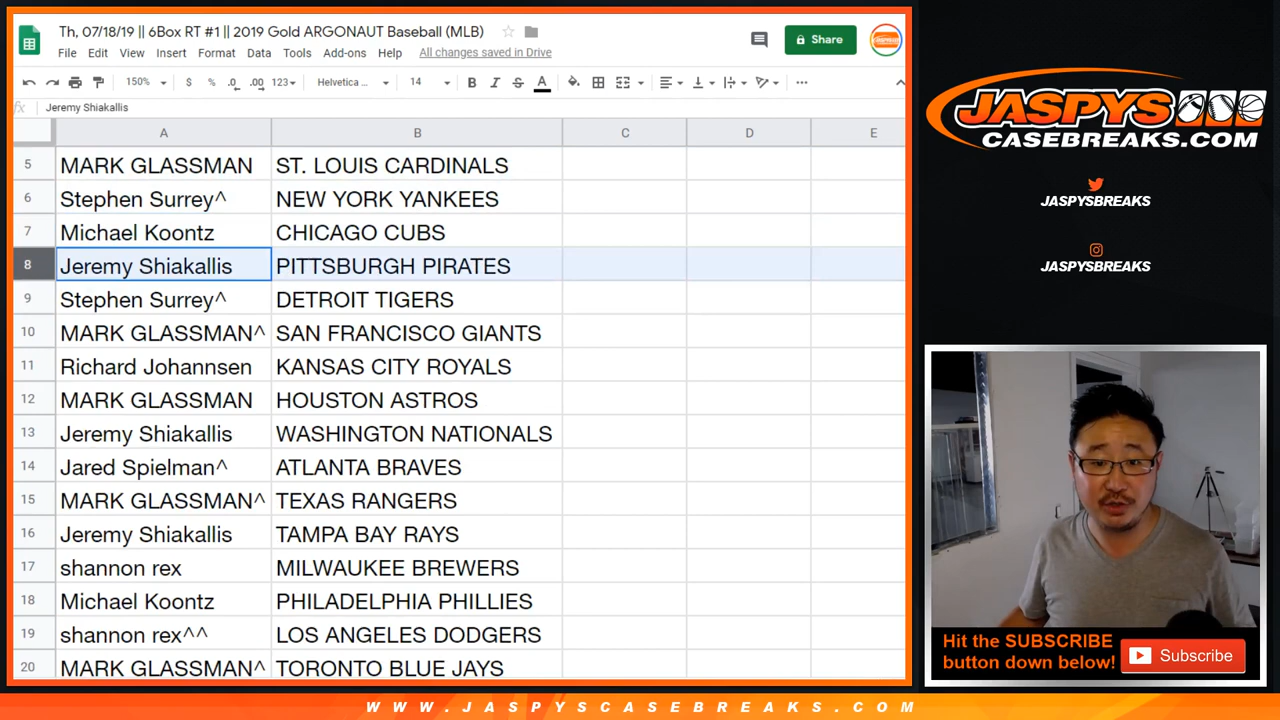 Th, 07/18/19 || 6Box RT #1 || 2019 Gold ARGONAUT Baseball (MLB)
File Edit View Insert Format Data Tools Add-ons Help All changes saved in Drive
Share
150% $ % .0 .00 123 Helvetica ... 14 B I S A
fx Jeremy Shiakallis
A B C D E
5 MARK GLASSMAN ST. LOUIS CARDINALS
6 Stephen Surrey^ NEW YORK YANKEES
7 Michael Koontz CHICAGO CUBS
8 Jeremy Shiakallis PITTSBURGH PIRATES
9 Stephen Surrey^ DETROIT TIGERS
10 MARK GLASSMAN^ SAN FRANCISCO GIANTS
11 Richard Johannsen KANSAS CITY ROYALS
12 MARK GLASSMAN HOUSTON ASTROS
13 Jeremy Shiakallis WASHINGTON NATIONALS
14 Jared Spielman^ ATLANTA BRAVES
15 MARK GLASSMAN^ TEXAS RANGERS
16 Jeremy Shiakallis TAMPA BAY RAYS
17 shannon rex MILWAUKEE BREWERS
18 Michael Koontz PHILADELPHIA PHILLIES
19 shannon rex^^ LOS ANGELES DODGERS
20 MARK GLASSMAN^ TORONTO BLUE JAYS
JASPYS
CASEBREAKS.COM
JASPYSBREAKS
JASPYSBREAKS
Hit the SUBSCRIBE
button down below!
Subscribe
WWW.JASPYSCASEBREAKS.COM